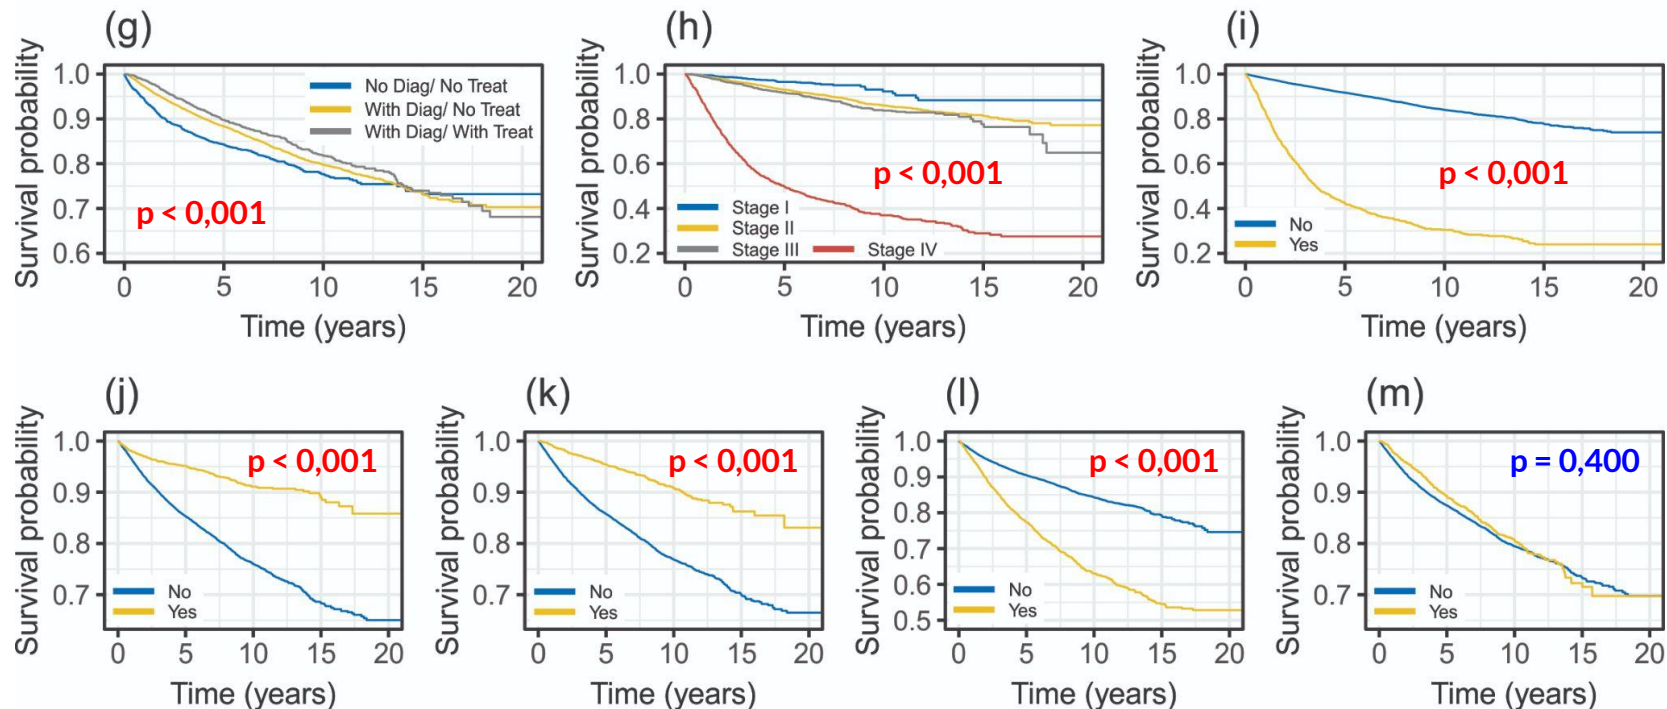 (g)
Survival probability
1.0
0.9
0.8
0.7
0.6
No Diag/ No Treat
With Diag/ No Treat
With Diag/ With Treat
p < 0,001
0 5 10 15 20
Time (years)
(h)
Survival probability
1.0
0.8
0.6
0.4
0.2
p < 0,001
Stage I
Stage II
Stage III Stage IV
0 5 10 15 20
Time (years)
(i)
Survival probability
1.0
0.8
0.6
0.4
0.2
p < 0,001
No
Yes
0 5 10 15 20
Time (years)
(j)
Survival probability
1.0
0.9
0.8
0.7
p < 0,001
No
Yes
0 5 10 15 20
Time (years)
(k)
Survival probability
1.0
0.9
0.8
0.7
p < 0,001
No
Yes
0 5 10 15 20
Time (years)
(l)
Survival probability
1.0
0.9
0.8
0.7
0.6
0.5
p < 0,001
No
Yes
0 5 10 15 20
Time (years)
(m)
Survival probability
1.0
0.9
0.8
0.7
p = 0,400
No
Yes
0 5 10 15 20
Time (years)